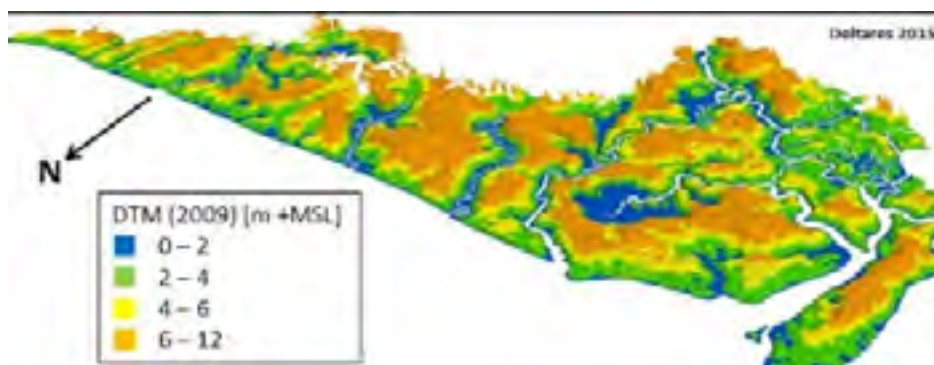 Deltares 2015
N
DTM (2009) [m +MSL]
0 – 2
2 – 4
4 – 6
6 – 12